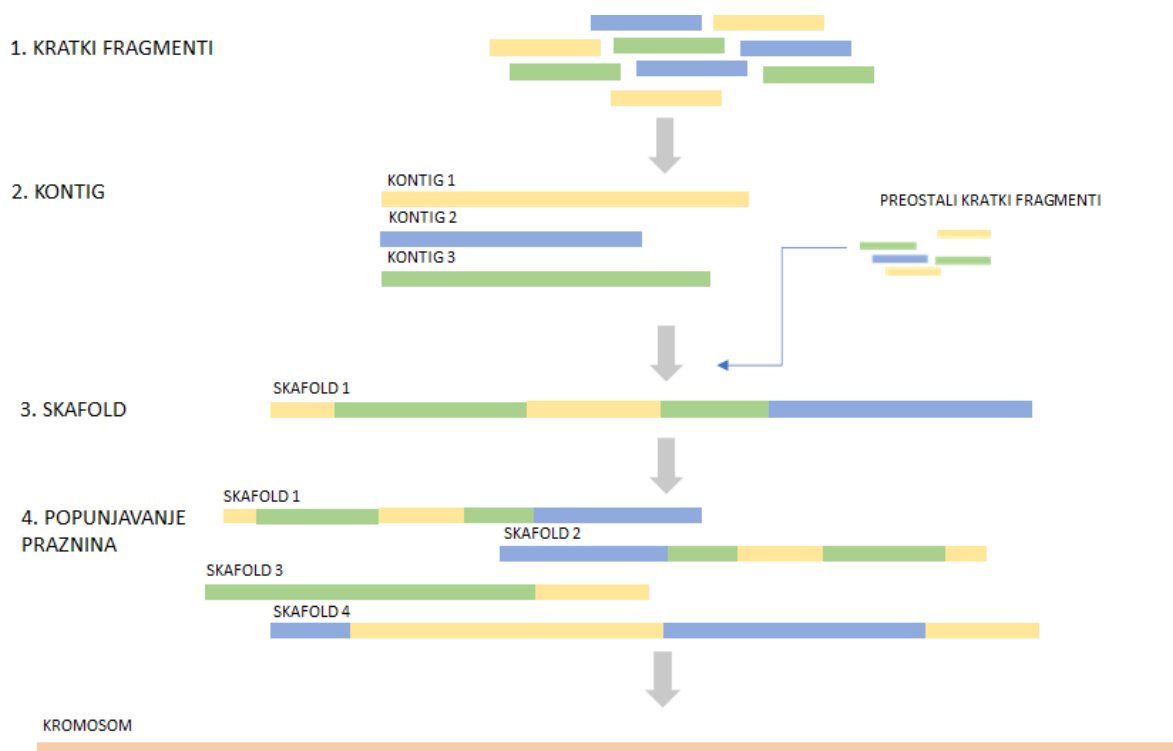 1. KRATKI FRAGMENTI
2. KONTIG
KONTIG 1
KONTIG 2
KONTIG 3
PREOSTALI KRATKI FRAGMENTI
3. SKAFOLD
SKAFOLD 1
4. POPUNJAVANJE
PRAZNINA
SKAFOLD 1
SKAFOLD 2
SKAFOLD 3
SKAFOLD 4
KROMOSOM